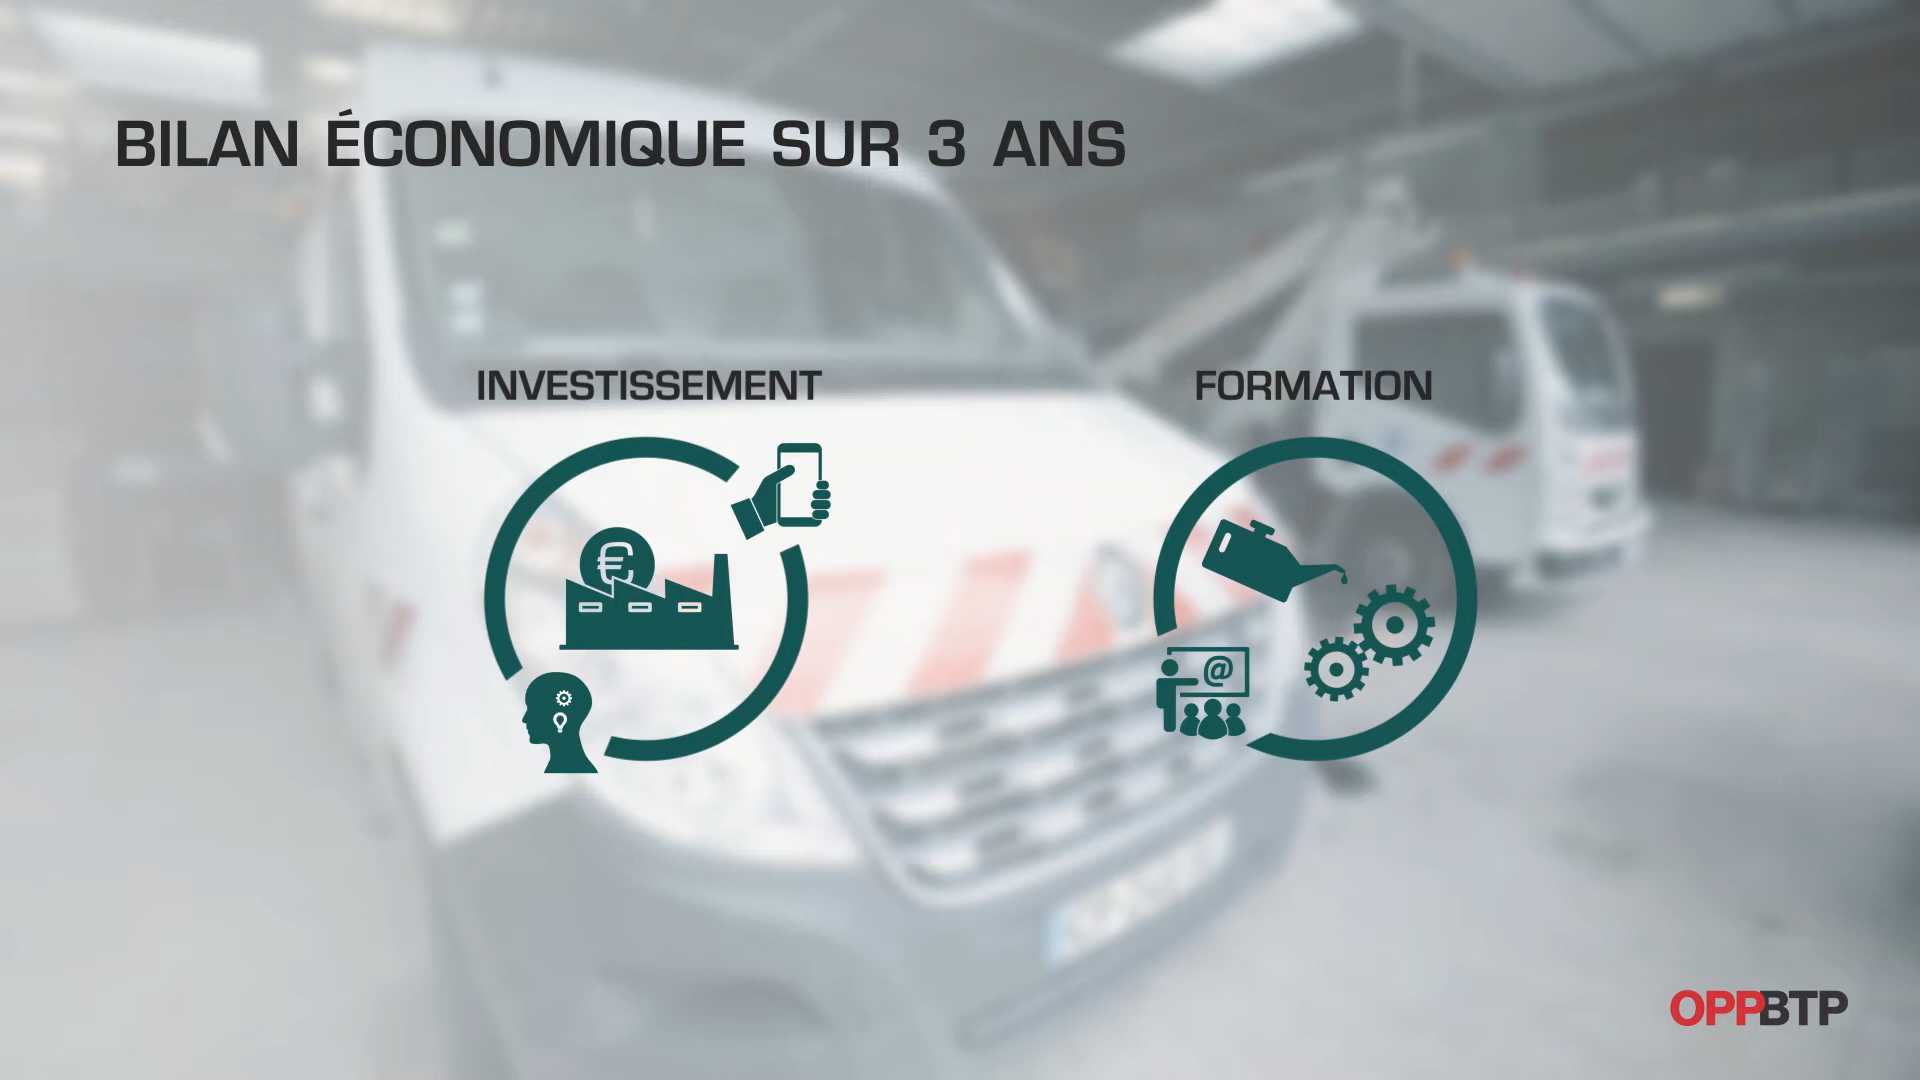 BILAN ÉCONOMIQUE SUR 3 ANS
INVESTISSEMENT
FORMATION
€
@
OPPBTP